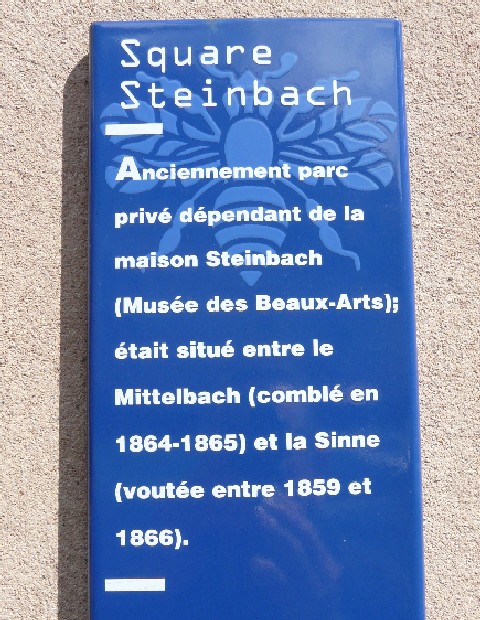 Square
Steinbach
Anciennement parc
privé dépendant de la
maison Steinbach
(Musée des Beaux-Arts);
était situé entre le
Mittelbach (comblé en
1864-1865) et la Sinne
(voutée entre 1859 et
1866).